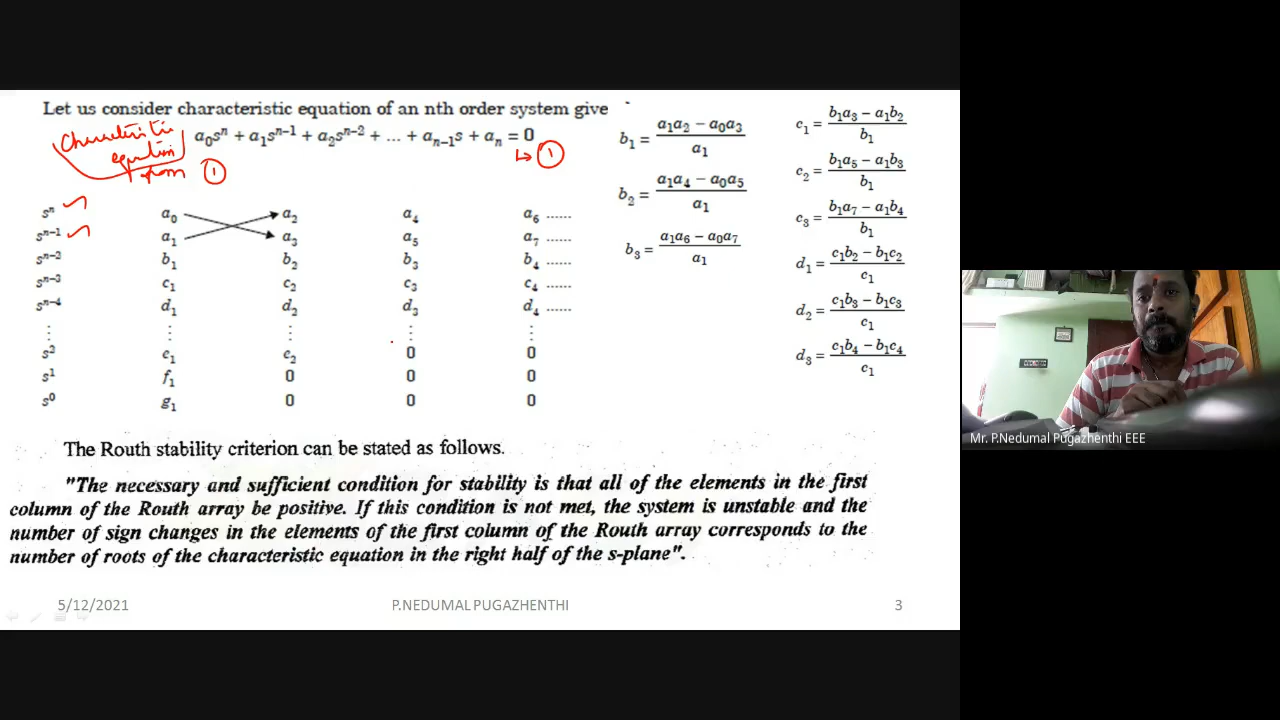 Let us consider characteristic equation of an nth order system give
a₀sⁿ + a₁sⁿ⁻¹ + a₂sⁿ⁻² + ... + aₙ₋₁s + aₙ = 0
Characteristic
equation
from ①
↳ ①
sⁿ a₀ a₂ a₄ a₆ ......
sⁿ⁻¹ a₁ a₃ a₅ a₇ ......
sⁿ⁻² b₁ b₂ b₃ b₄ ......
sⁿ⁻³ c₁ c₂ c₃ c₄ ......
sⁿ⁻⁴ d₁ d₂ d₃ d₄ ......
⋮ ⋮ ⋮ ⋮ ⋮
s² e₁ e₂ 0 0
s¹ f₁ 0 0 0
s⁰ g₁ 0 0 0
b₁ = (a₁a₂ − a₀a₃) / a₁
b₂ = (a₁a₄ − a₀a₅) / a₁
b₃ = (a₁a₆ − a₀a₇) / a₁
c₁ = (b₁a₃ − a₁b₂) / b₁
c₂ = (b₁a₅ − a₁b₃) / b₁
c₃ = (b₁a₇ − a₁b₄) / b₁
d₁ = (c₁b₂ − b₁c₂) / c₁
d₂ = (c₁b₃ − b₁c₃) / c₁
d₃ = (c₁b₄ − b₁c₄) / c₁
The Routh stability criterion can be stated as follows.
"The necessary and sufficient condition for stability is that all of the elements in the first
column of the Routh array be positive. If this condition is not met, the system is unstable and the
number of sign changes in the elements of the first column of the Routh array corresponds to the
number of roots of the characteristic equation in the right half of the s-plane".
5/12/2021
P.NEDUMAL PUGAZHENTHI
3
Mr. P.Nedumal Pugazhenthi EEE